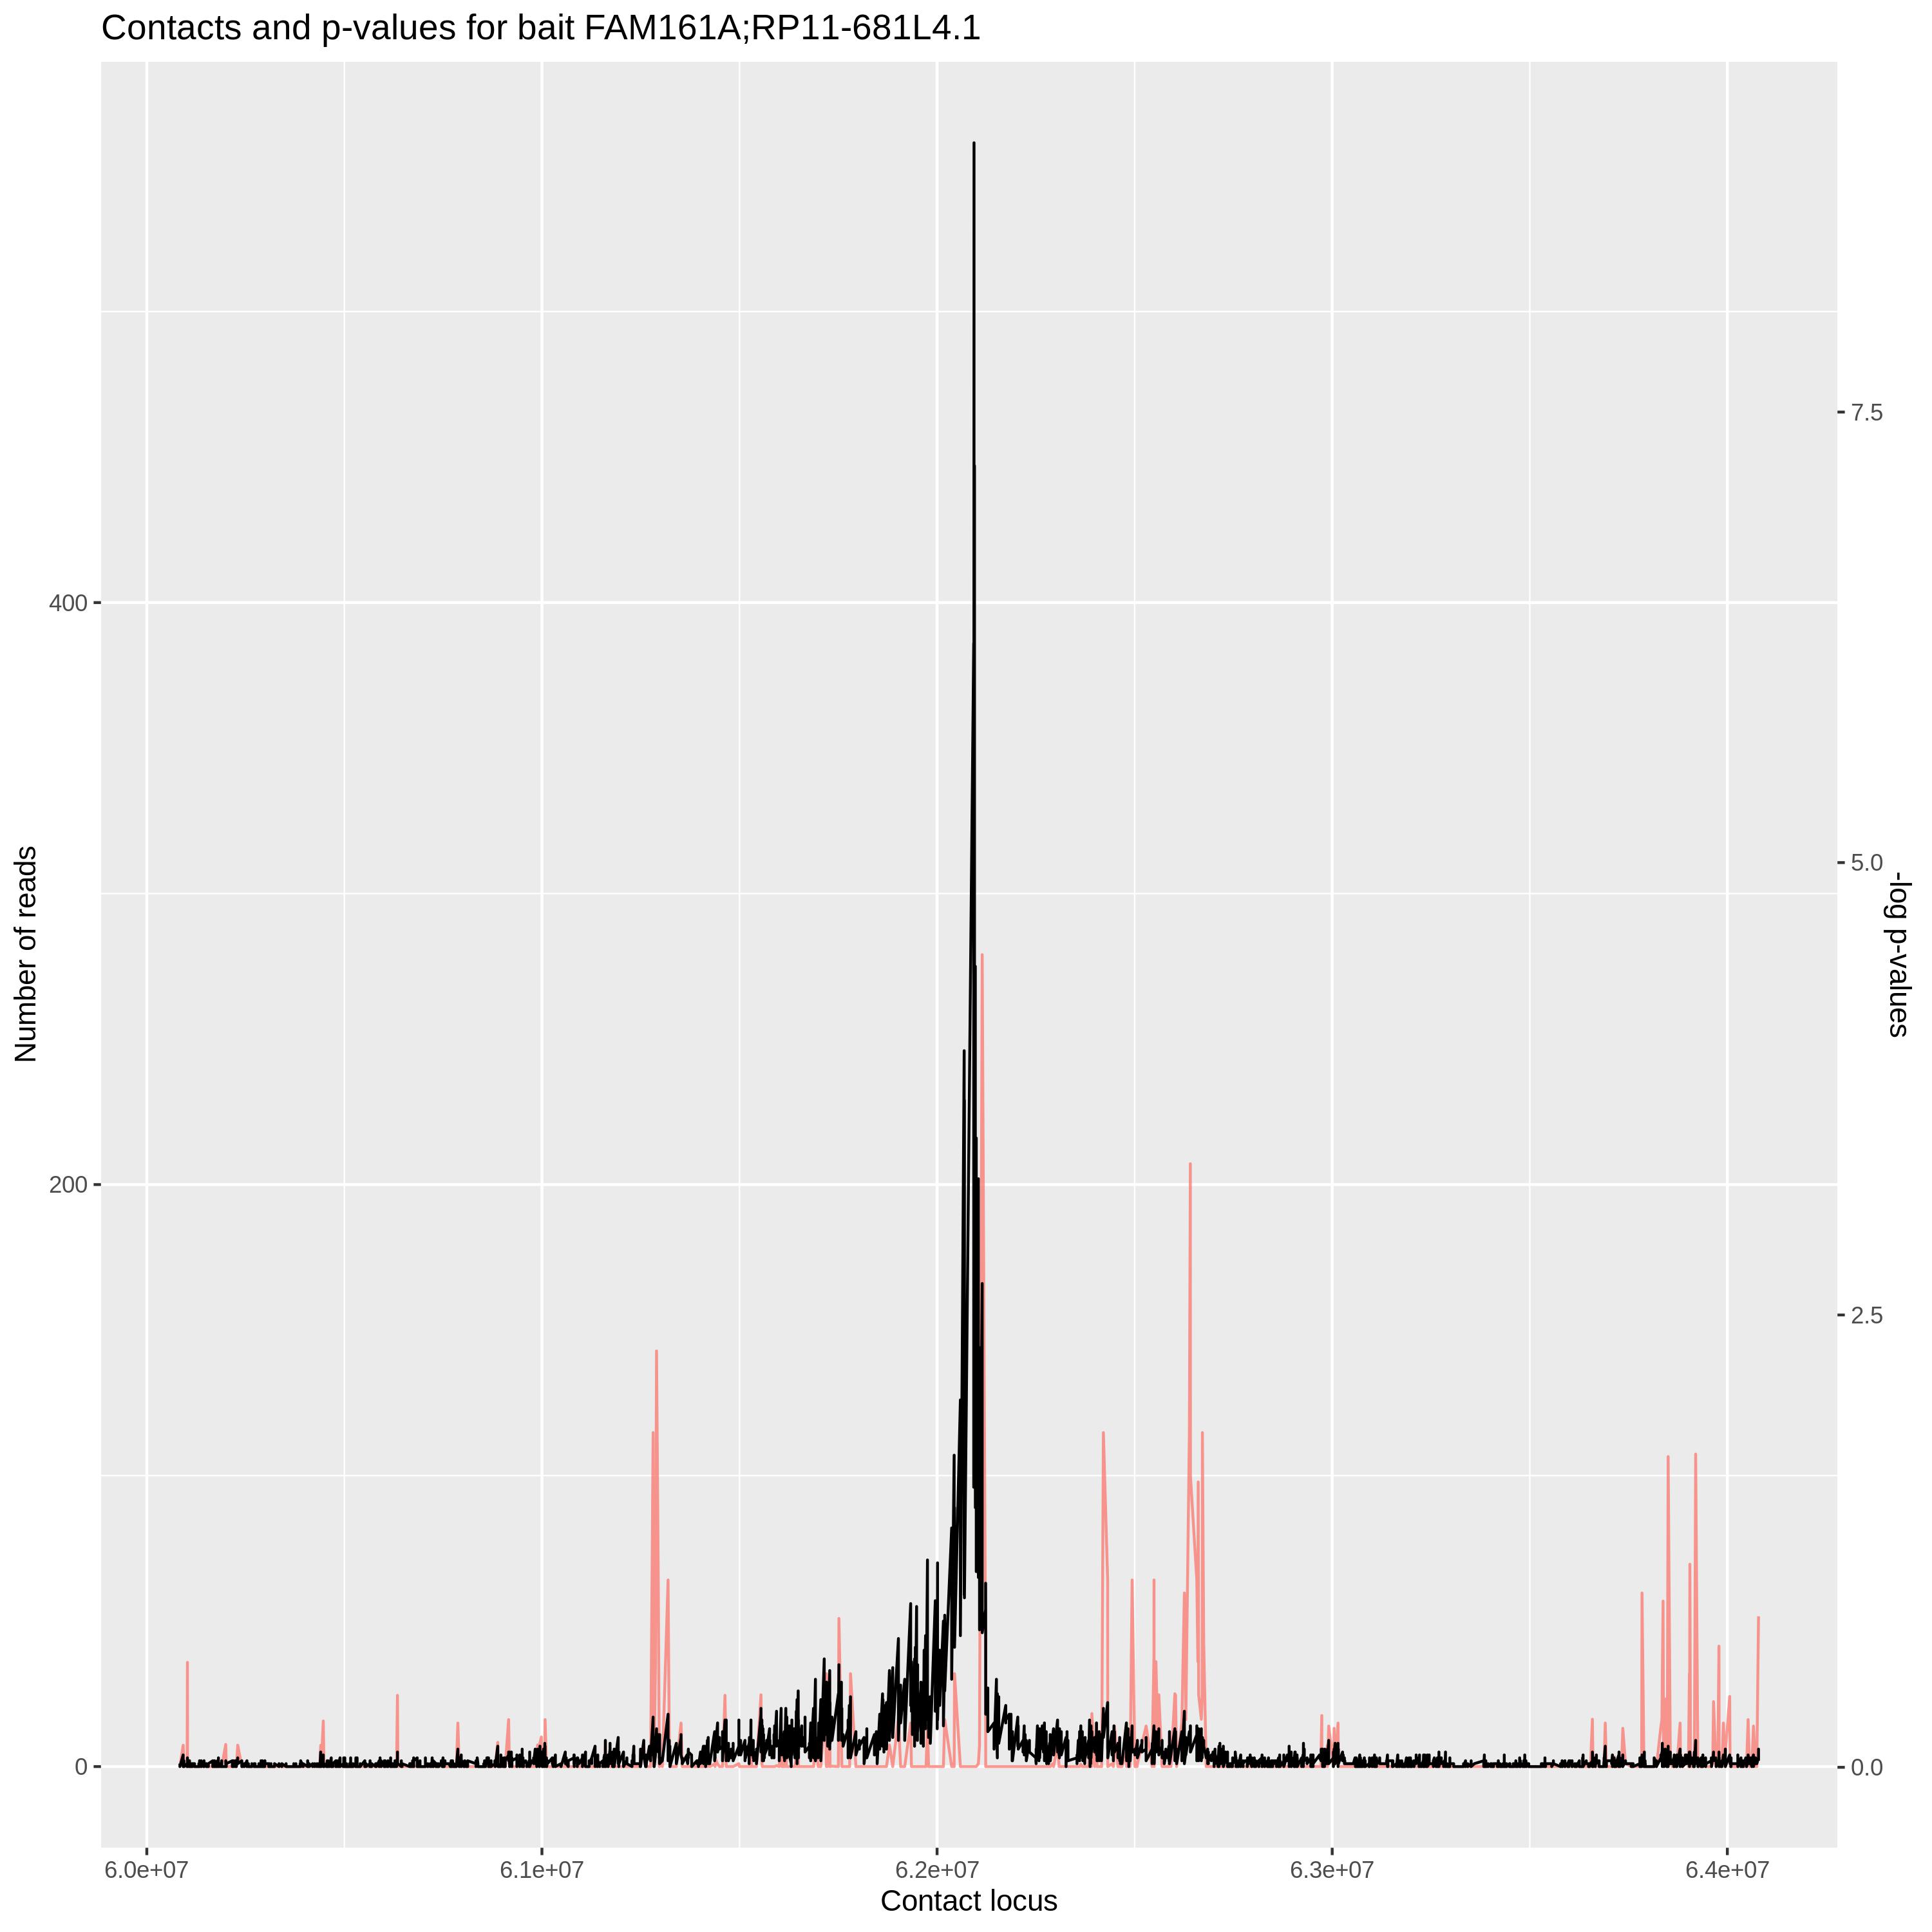 Contacts and p-values for bait FAM161A;RP11-681L4.1
Number of reads
400
200
0
7.5
5.0
2.5
0.0
-log p-values
6.0e+07
6.1e+07
6.2e+07
6.3e+07
6.4e+07
Contact locus